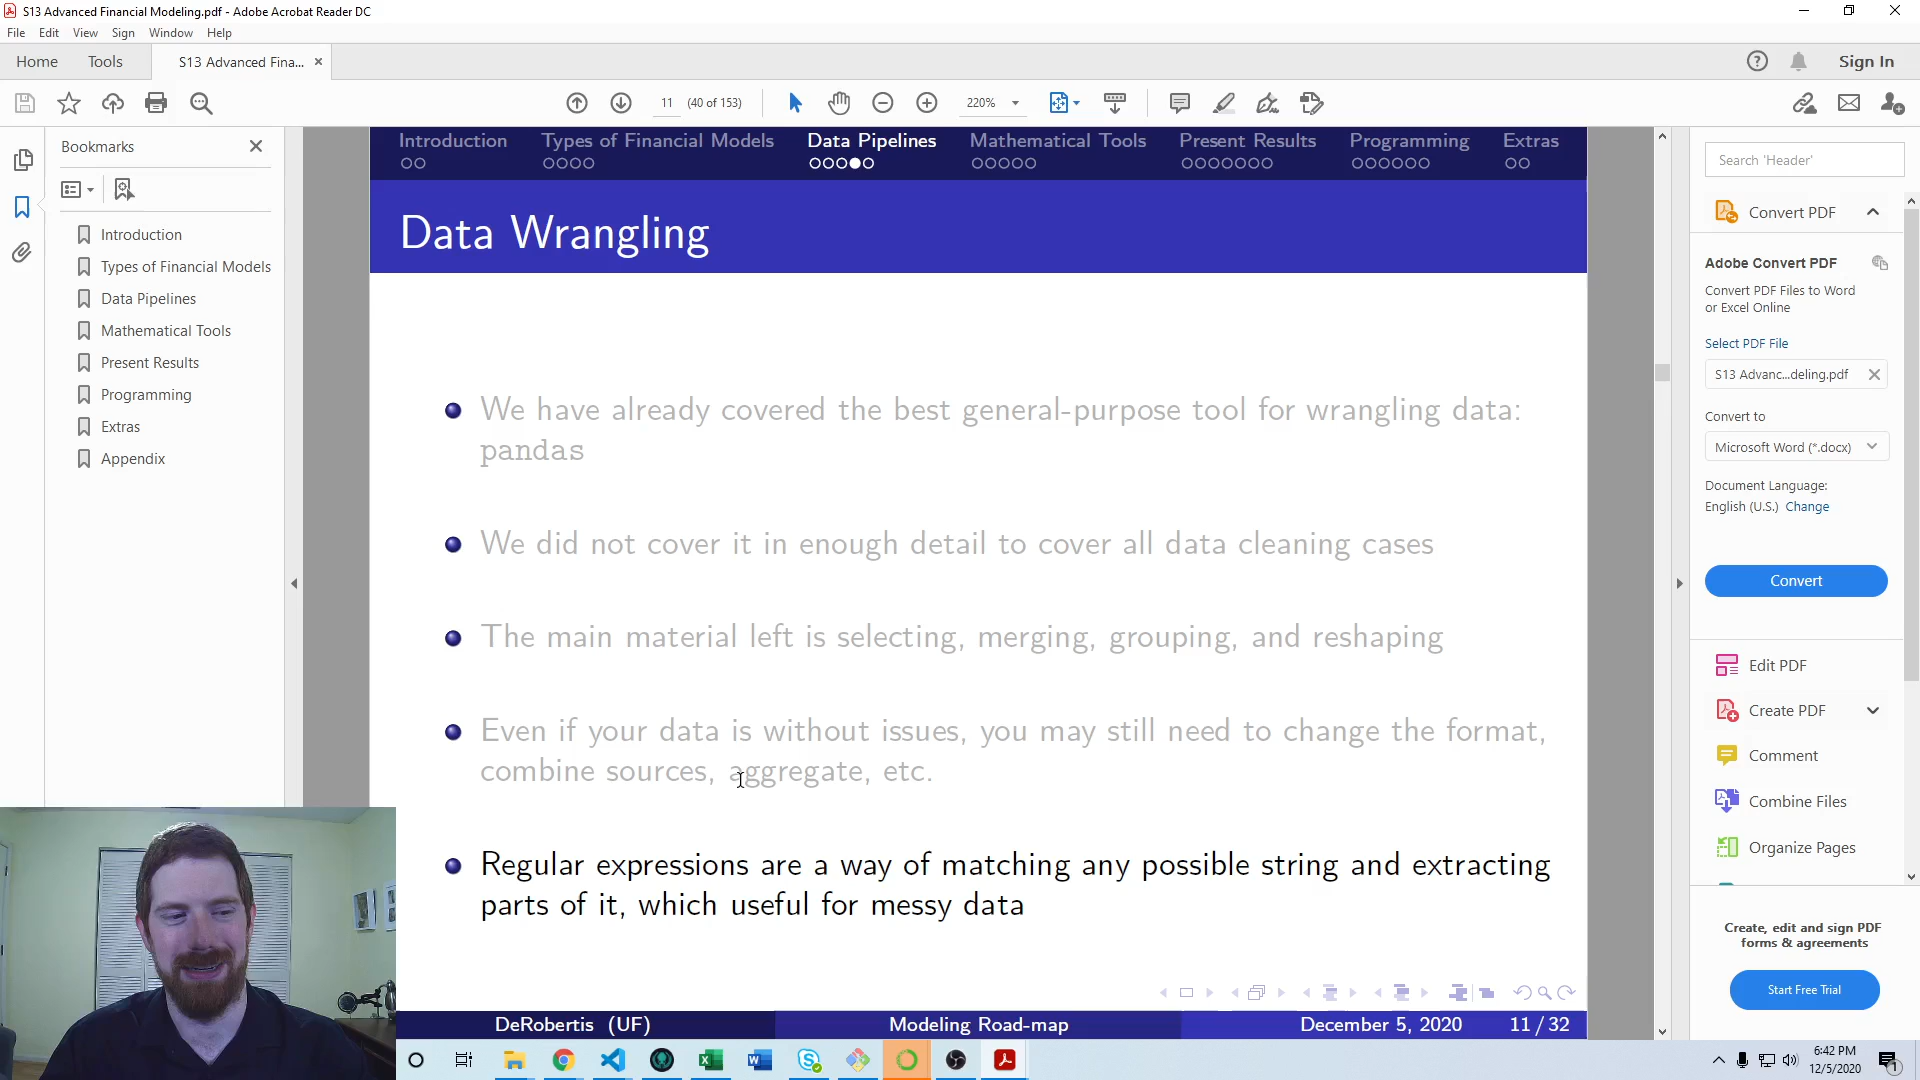 S13 Advanced Financial Modeling.pdf - Adobe Acrobat Reader DC
File Edit View Sign Window Help
Home Tools S13 Advanced Fina... Sign In
11 (40 of 153) 220%
Bookmarks
Introduction
Types of Financial Models
Data Pipelines
Mathematical Tools
Present Results
Programming
Extras
Appendix
Introduction Types of Financial Models Data Pipelines Mathematical Tools Present Results Programming Extras
Data Wrangling
We have already covered the best general-purpose tool for wrangling data:
pandas
We did not cover it in enough detail to cover all data cleaning cases
The main material left is selecting, merging, grouping, and reshaping
Even if your data is without issues, you may still need to change the format,
combine sources, aggregate, etc.
Regular expressions are a way of matching any possible string and extracting
parts of it, which useful for messy data
DeRobertis (UF) Modeling Road-map December 5, 2020 11 / 32
Search 'Header'
Convert PDF
Adobe Convert PDF
Convert PDF Files to Word
or Excel Online
Select PDF File
S13 Advanc...deling.pdf
Convert to
Microsoft Word (*.docx)
Document Language:
English (U.S.) Change
Convert
Edit PDF
Create PDF
Comment
Combine Files
Organize Pages
Create, edit and sign PDF
forms & agreements
Start Free Trial
6:42 PM
12/5/2020
1